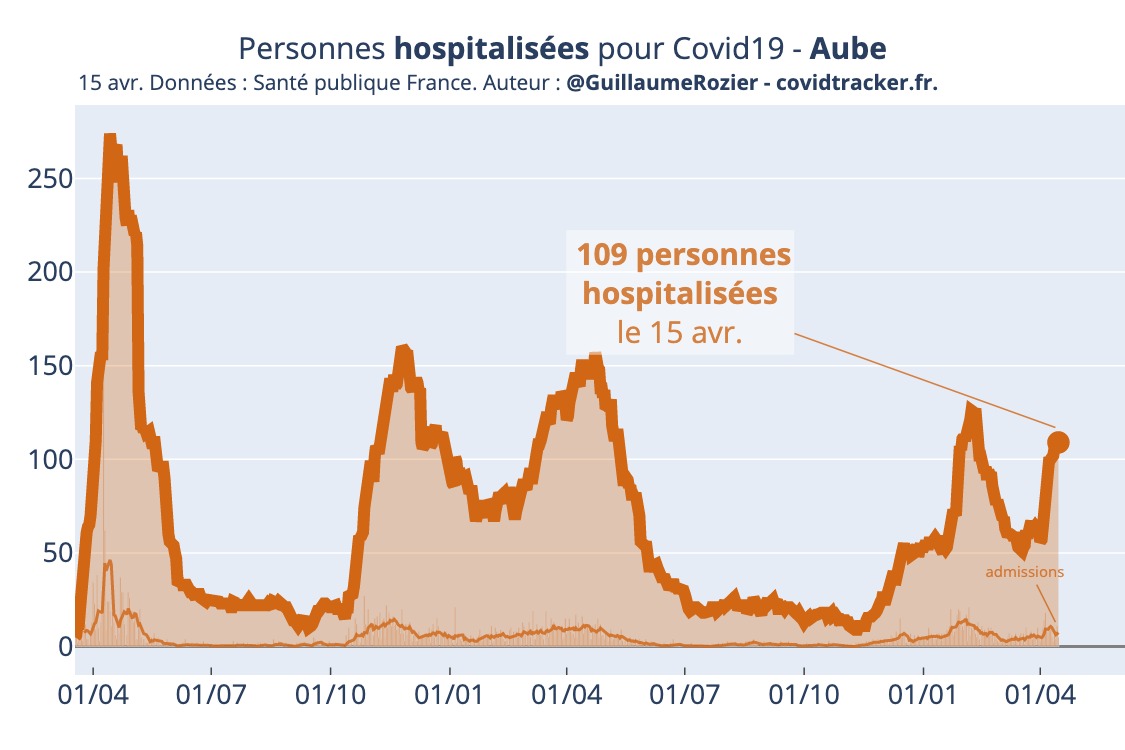 Personnes hospitalisées pour Covid19 - Aube
15 avr. Données : Santé publique France. Auteur : @GuillaumeRozier - covidtracker.fr.
250
200
150
100
50
0
109 personnes
hospitalisées
le 15 avr.
admissions
01/04 01/07 01/10 01/01 01/04 01/07 01/10 01/01 01/04